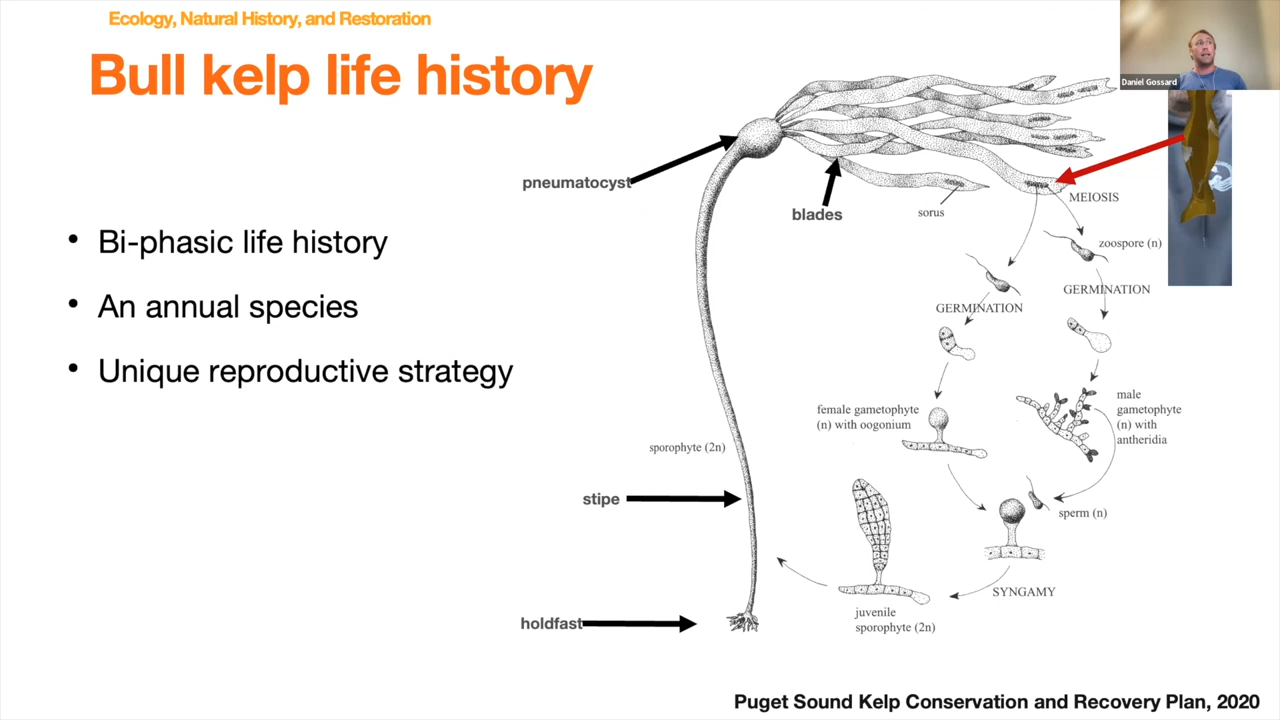 Ecology, Natural History, and Restoration
Bull kelp life history
Daniel Gossard
pneumatocyst
blades
sorus
MEIOSIS
zoospore (n)
• Bi-phasic life history
• An annual species
• Unique reproductive strategy
GERMINATION
GERMINATION
female gametophyte
(n) with oogonium
male
gametophyte
(n) with
antheridia
sporophyte (2n)
stipe
sperm (n)
SYNGAMY
juvenile
sporophyte (2n)
holdfast
Puget Sound Kelp Conservation and Recovery Plan, 2020